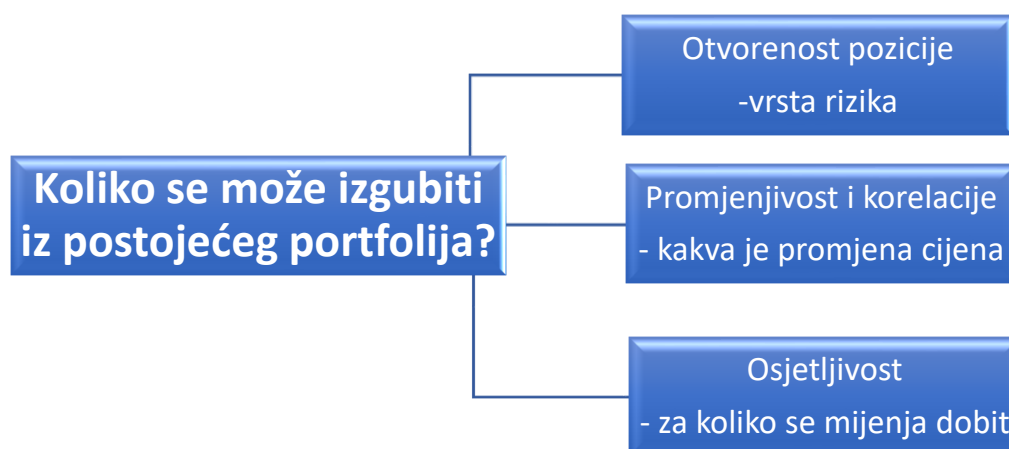 Otvorenost pozicije
-vrsta rizika
Koliko se može izgubiti
iz postojećeg portfolija?
Promjenjivost i korelacije
- kakva je promjena cijena
Osjetljivost
- za koliko se mijenja dobit